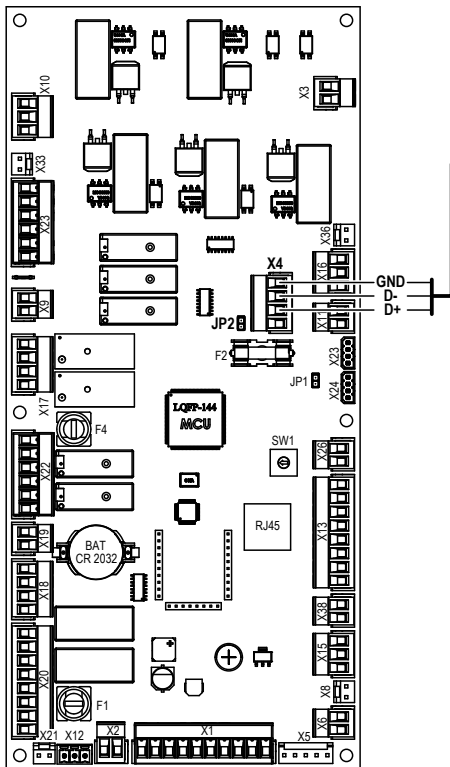 X10
X3
X33
X23
X36
X4
X16
GND
D-
D+
X9
X11
JP2
F2
X23
JP1
X24
X17
LQFP-144
MCU
F4
SW1
X26
X22
RJ45
X13
X19
BAT
CR 2032
X18
X38
X15
X20
X8
F1
X6
X21
X12
X2
X1
X5